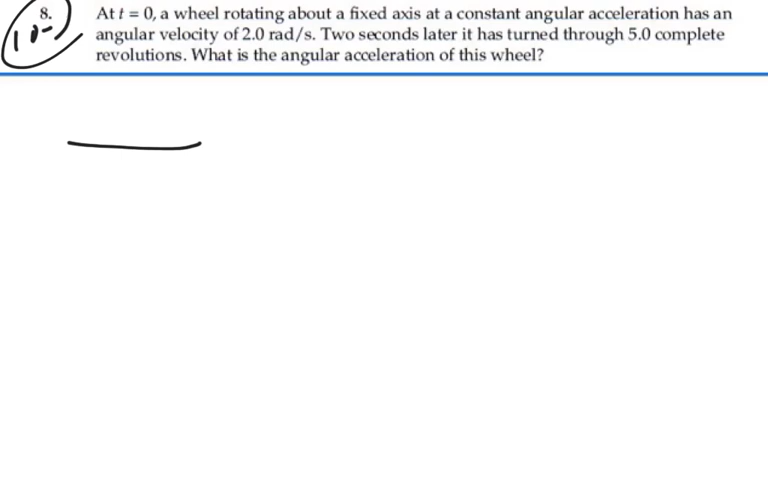 8. At t = 0, a wheel rotating about a fixed axis at a constant angular acceleration has an
angular velocity of 2.0 rad/s. Two seconds later it has turned through 5.0 complete
revolutions. What is the angular acceleration of this wheel?